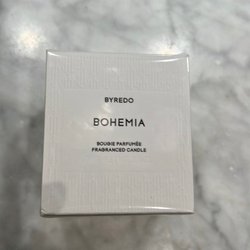 BYREDO
BOHEMIA
BOUGIE PARFUMÉE
FRAGRANCED CANDLE